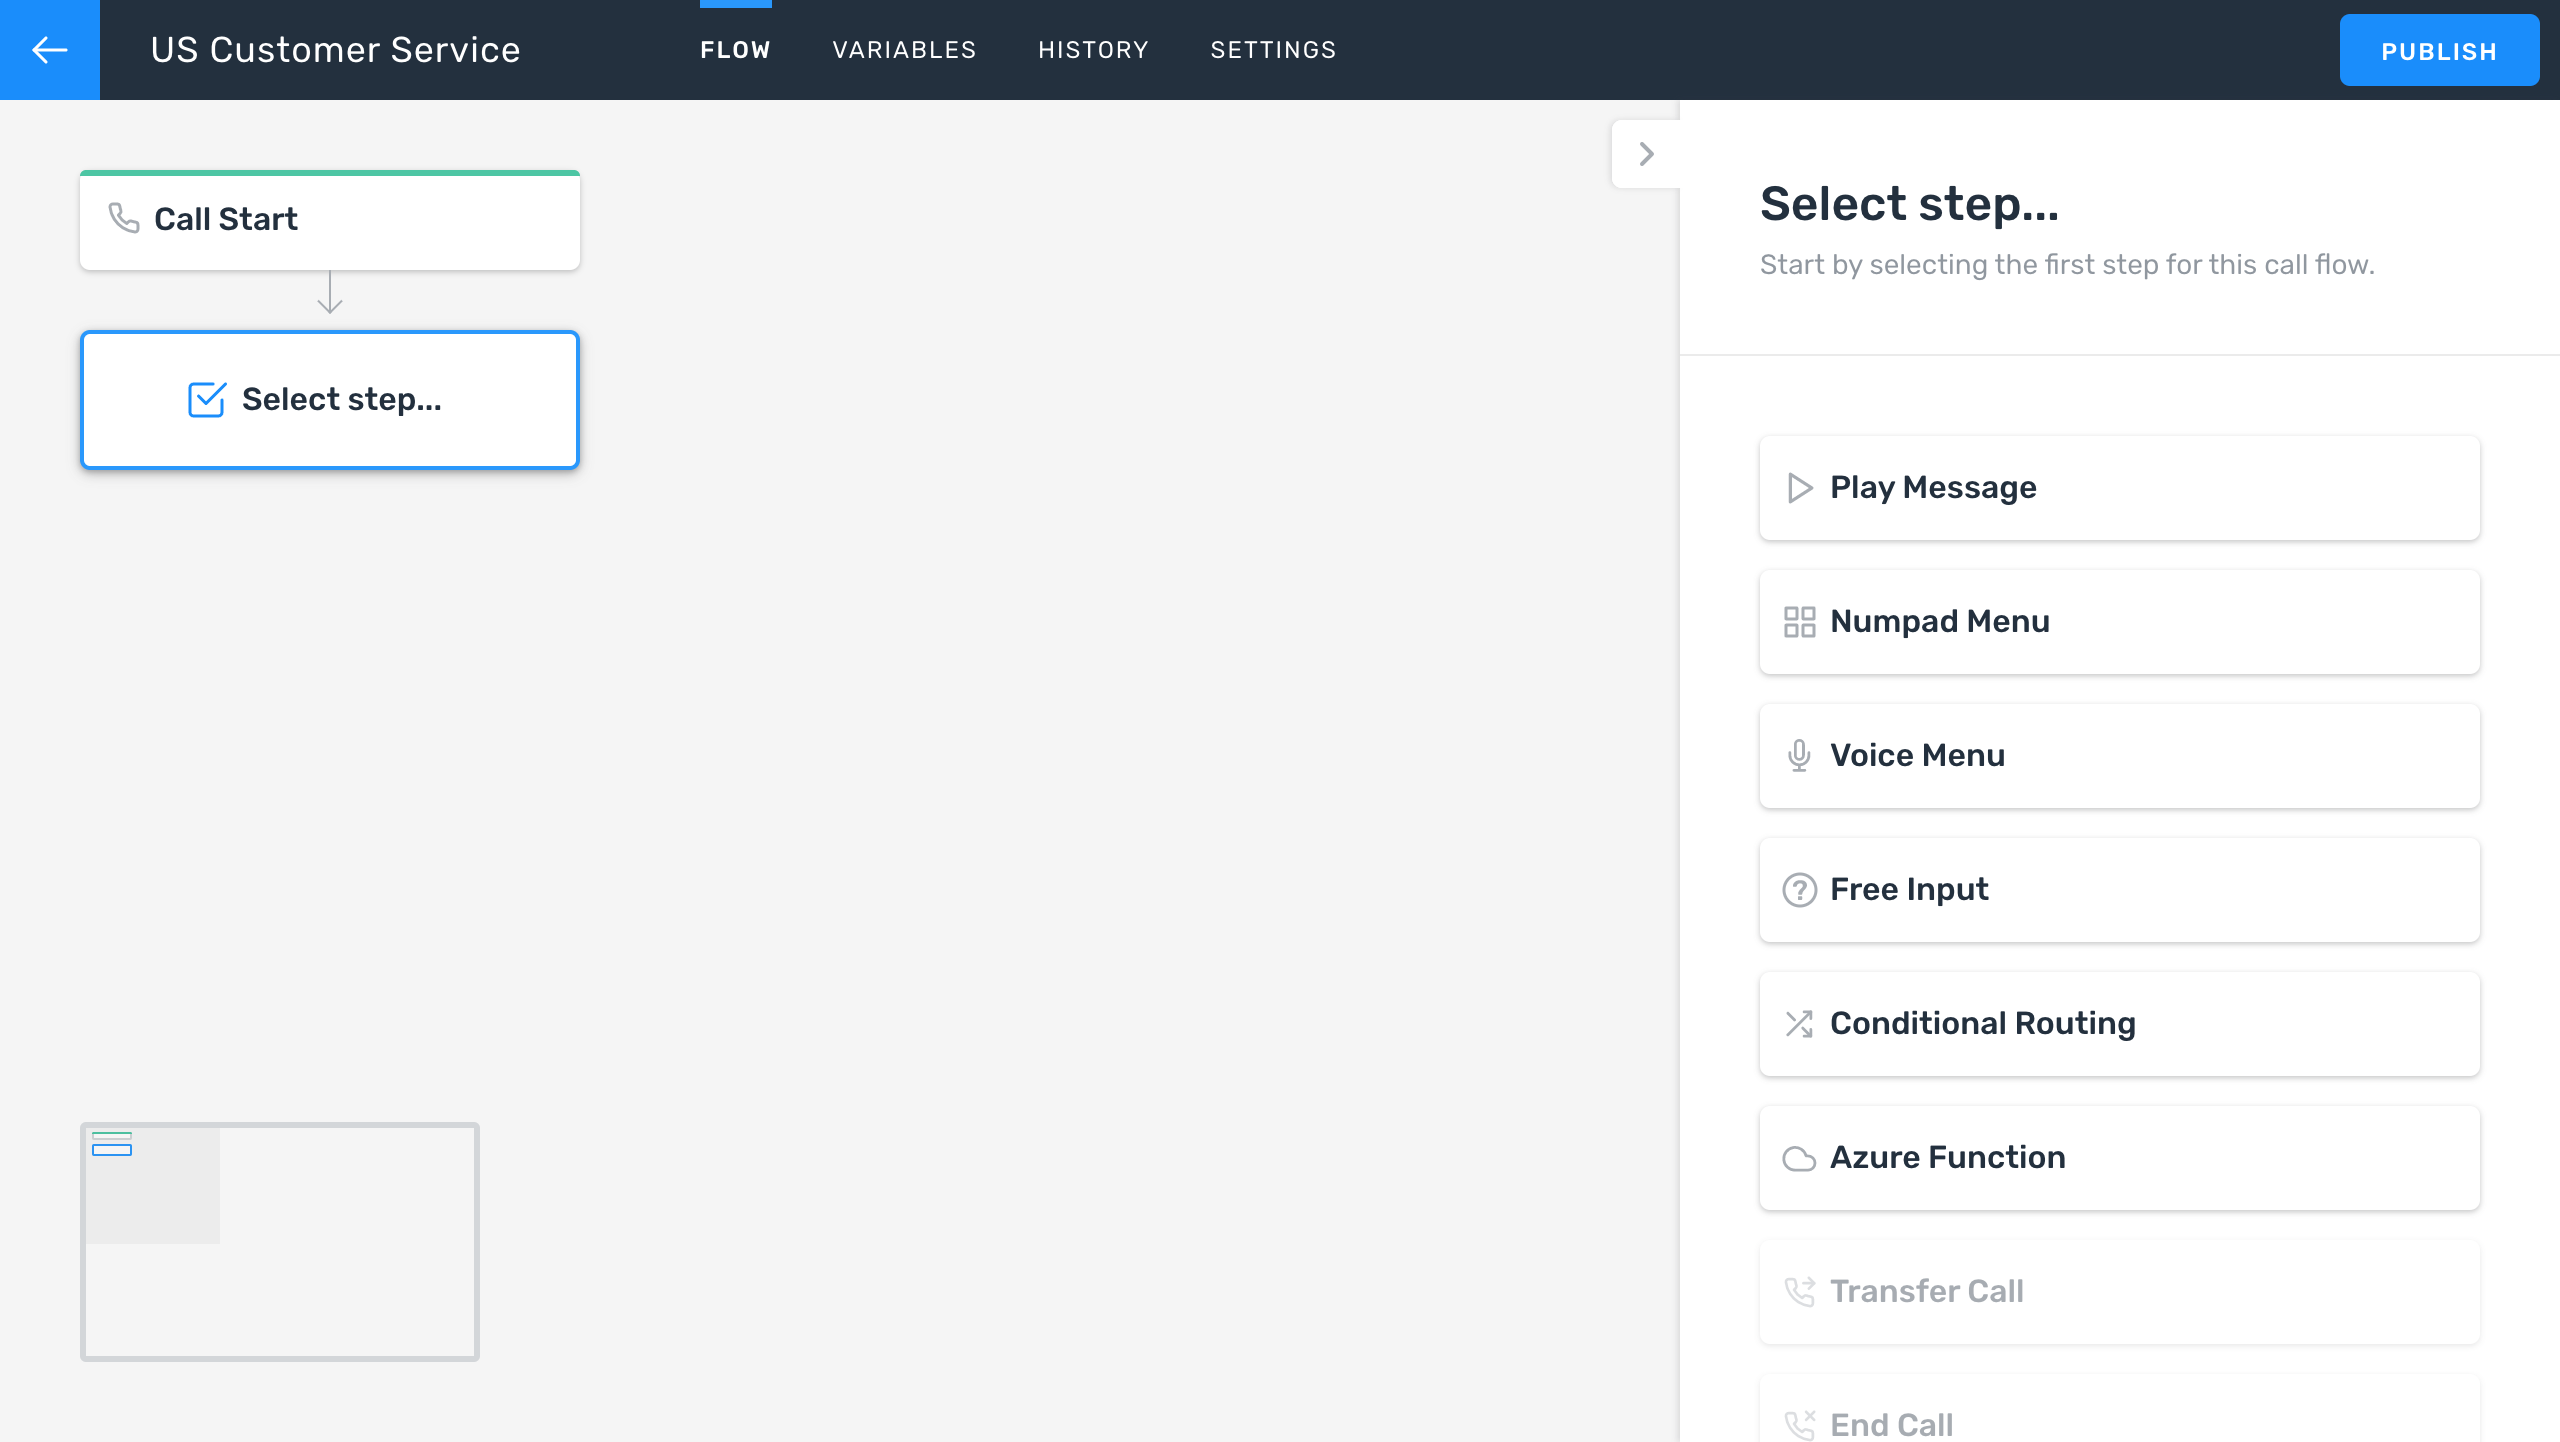 US Customer Service
FLOW
VARIABLES
HISTORY
SETTINGS
PUBLISH
Call Start
Select step...
Select step...
Start by selecting the first step for this call flow.
Play Message
Numpad Menu
Voice Menu
Free Input
Conditional Routing
Azure Function
Transfer Call
End Call